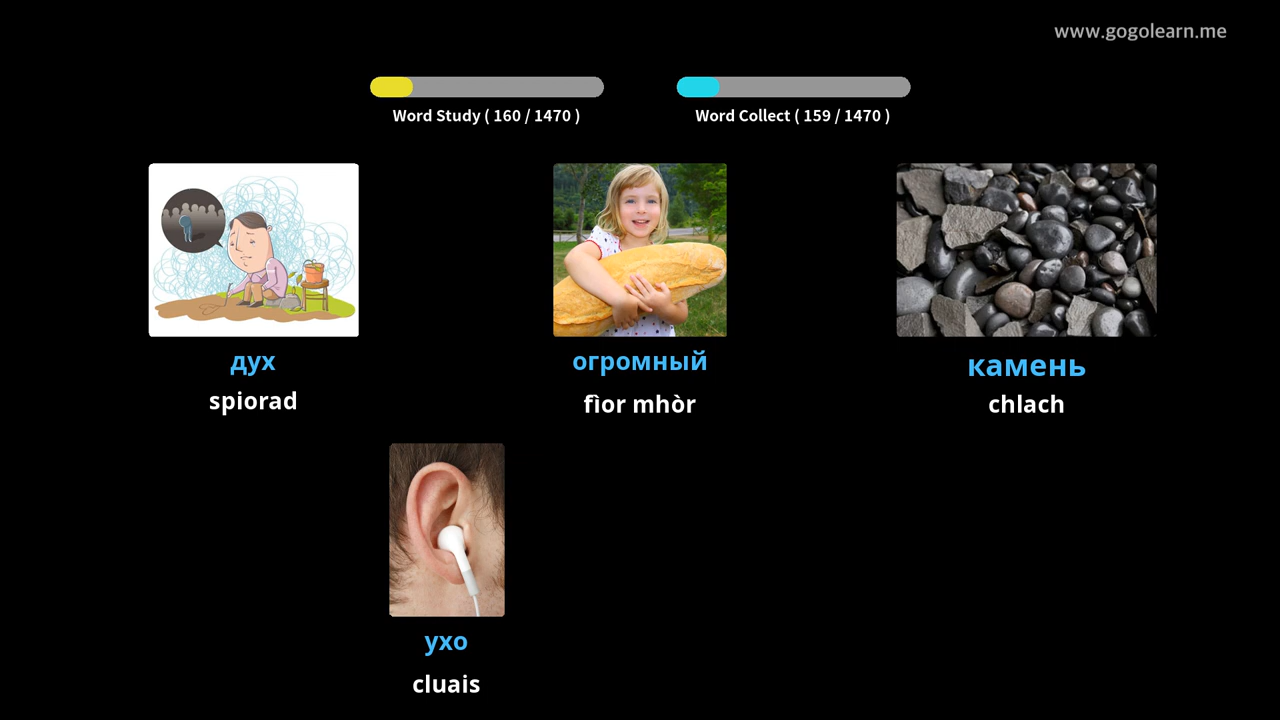 www.gogolearn.me
Word Study ( 160 / 1470 )
Word Collect ( 159 / 1470 )
дух
spiorad
огромный
fìor mhòr
камень
chlach
ухо
cluais